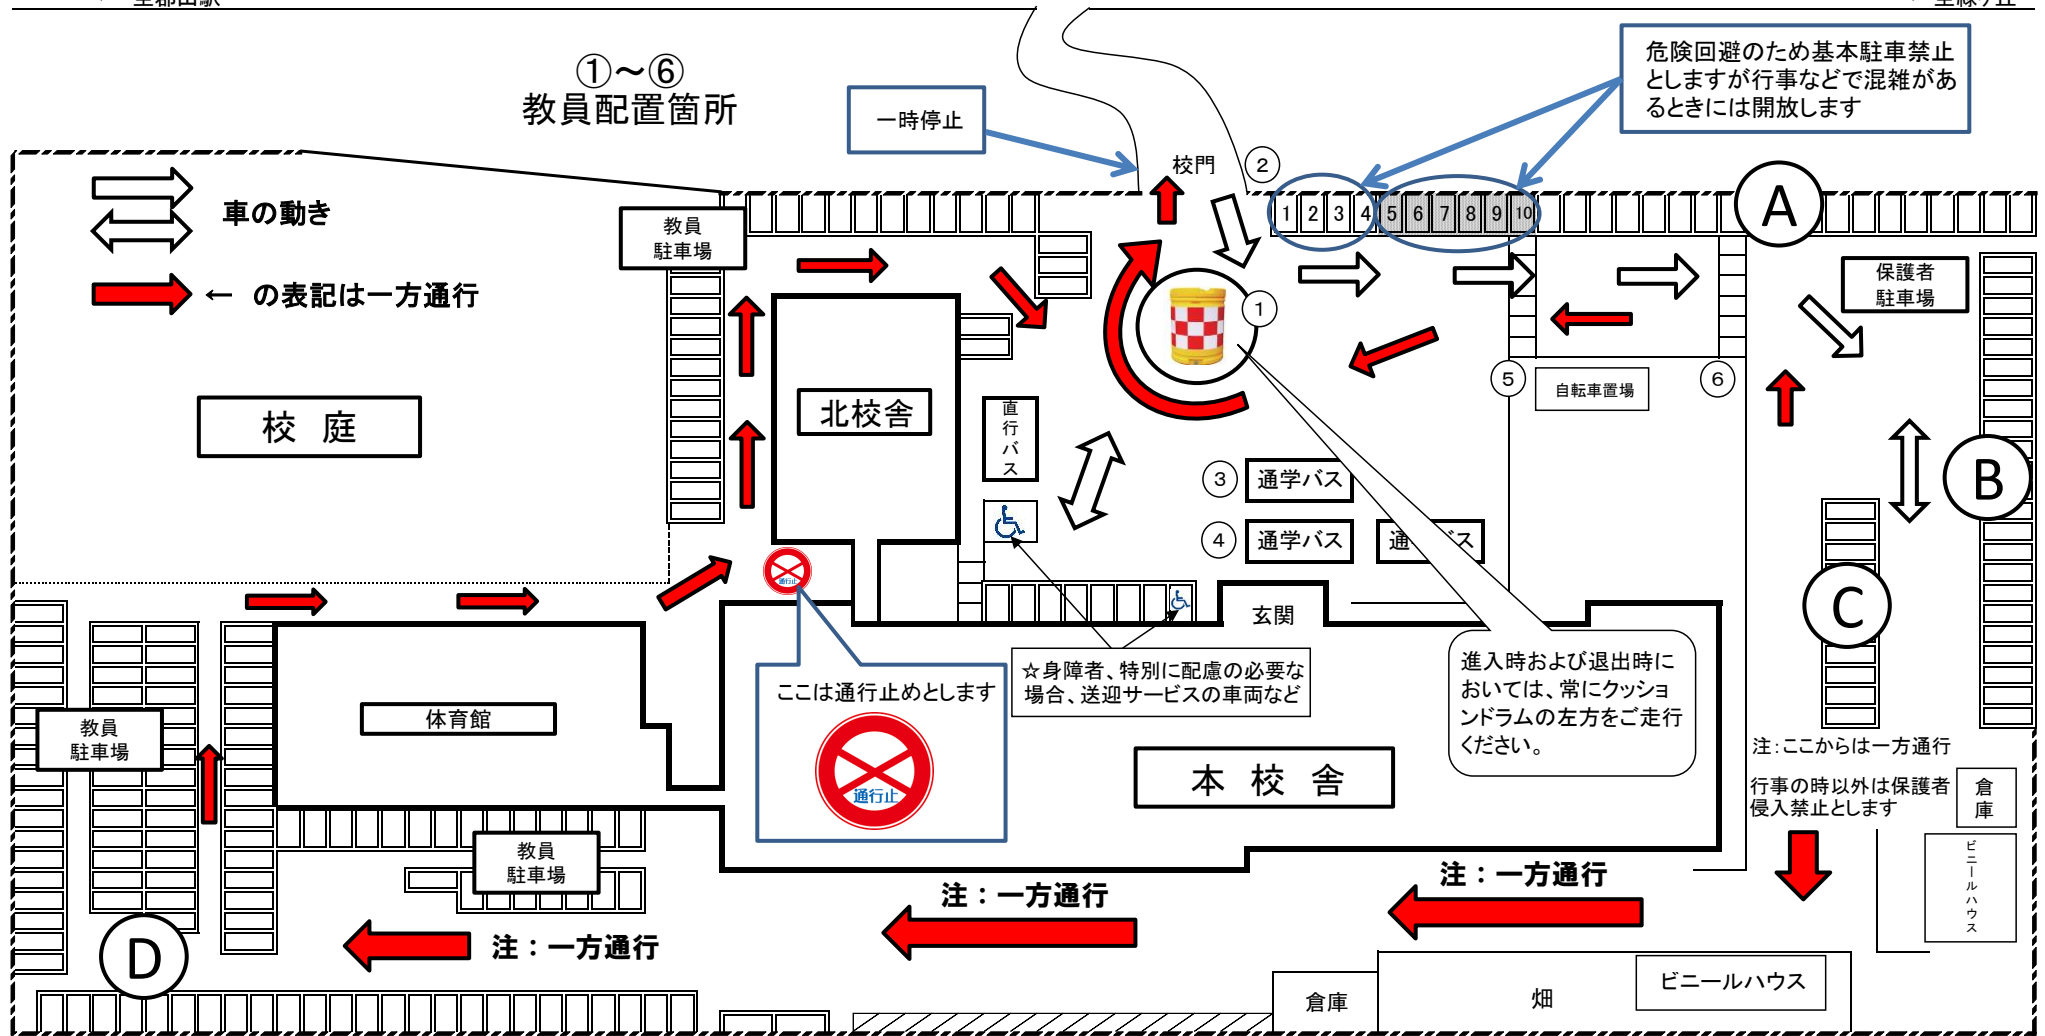 ①～⑥
教員配置箇所
一時停止
危険回避のため基本駐車禁止
としますが行事などで混雑があ
るときには開放します
校門
②
1 2 3 4 5 6 7 8 9 10
A
車の動き
← の表記は一方通行
教員
駐車場
保護者
駐車場
①
校 庭
北校舎
直行バス
⑤
自転車置場
⑥
③
通学バス
B
④
通学バス
通 バス
通行止
C
玄関
ここは通行止めとします
通行止
☆身障者、特別に配慮の必要な
場合、送迎サービスの車両など
進入時および退出時に
おいては、常にクッショ
ンドラムの左方をご走行
ください。
体育館
教員
駐車場
本 校 舎
注：ここからは一方通行
行事の時以外は保護者
侵入禁止とします
倉庫
ビニールハウス
教員
駐車場
注：一方通行
注：一方通行
注：一方通行
D
倉庫
畑
ビニールハウス